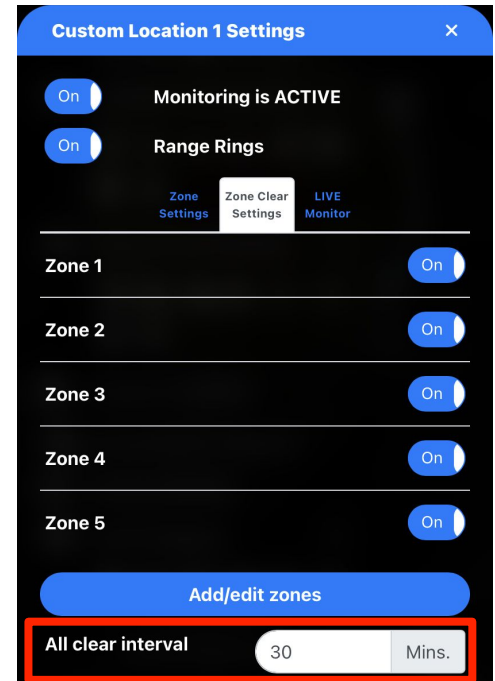 Custom Location 1 Settings ×
On Monitoring is ACTIVE
On Range Rings
Zone Settings
Zone Clear Settings
LIVE Monitor
Zone 1 On
Zone 2 On
Zone 3 On
Zone 4 On
Zone 5 On
Add/edit zones
All clear interval 30 Mins.